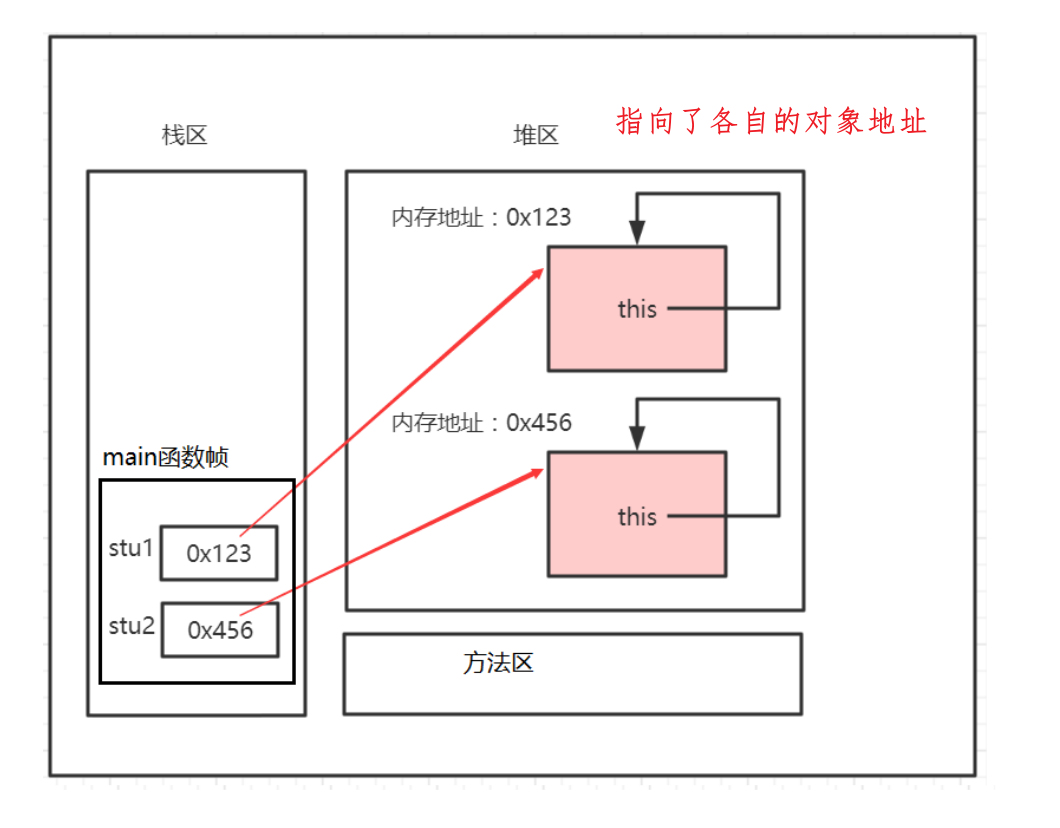 栈区
堆区
指向了各自的对象地址
内存地址：0x123
this
内存地址：0x456
this
main函数帧
stu1
0x123
stu2
0x456
方法区